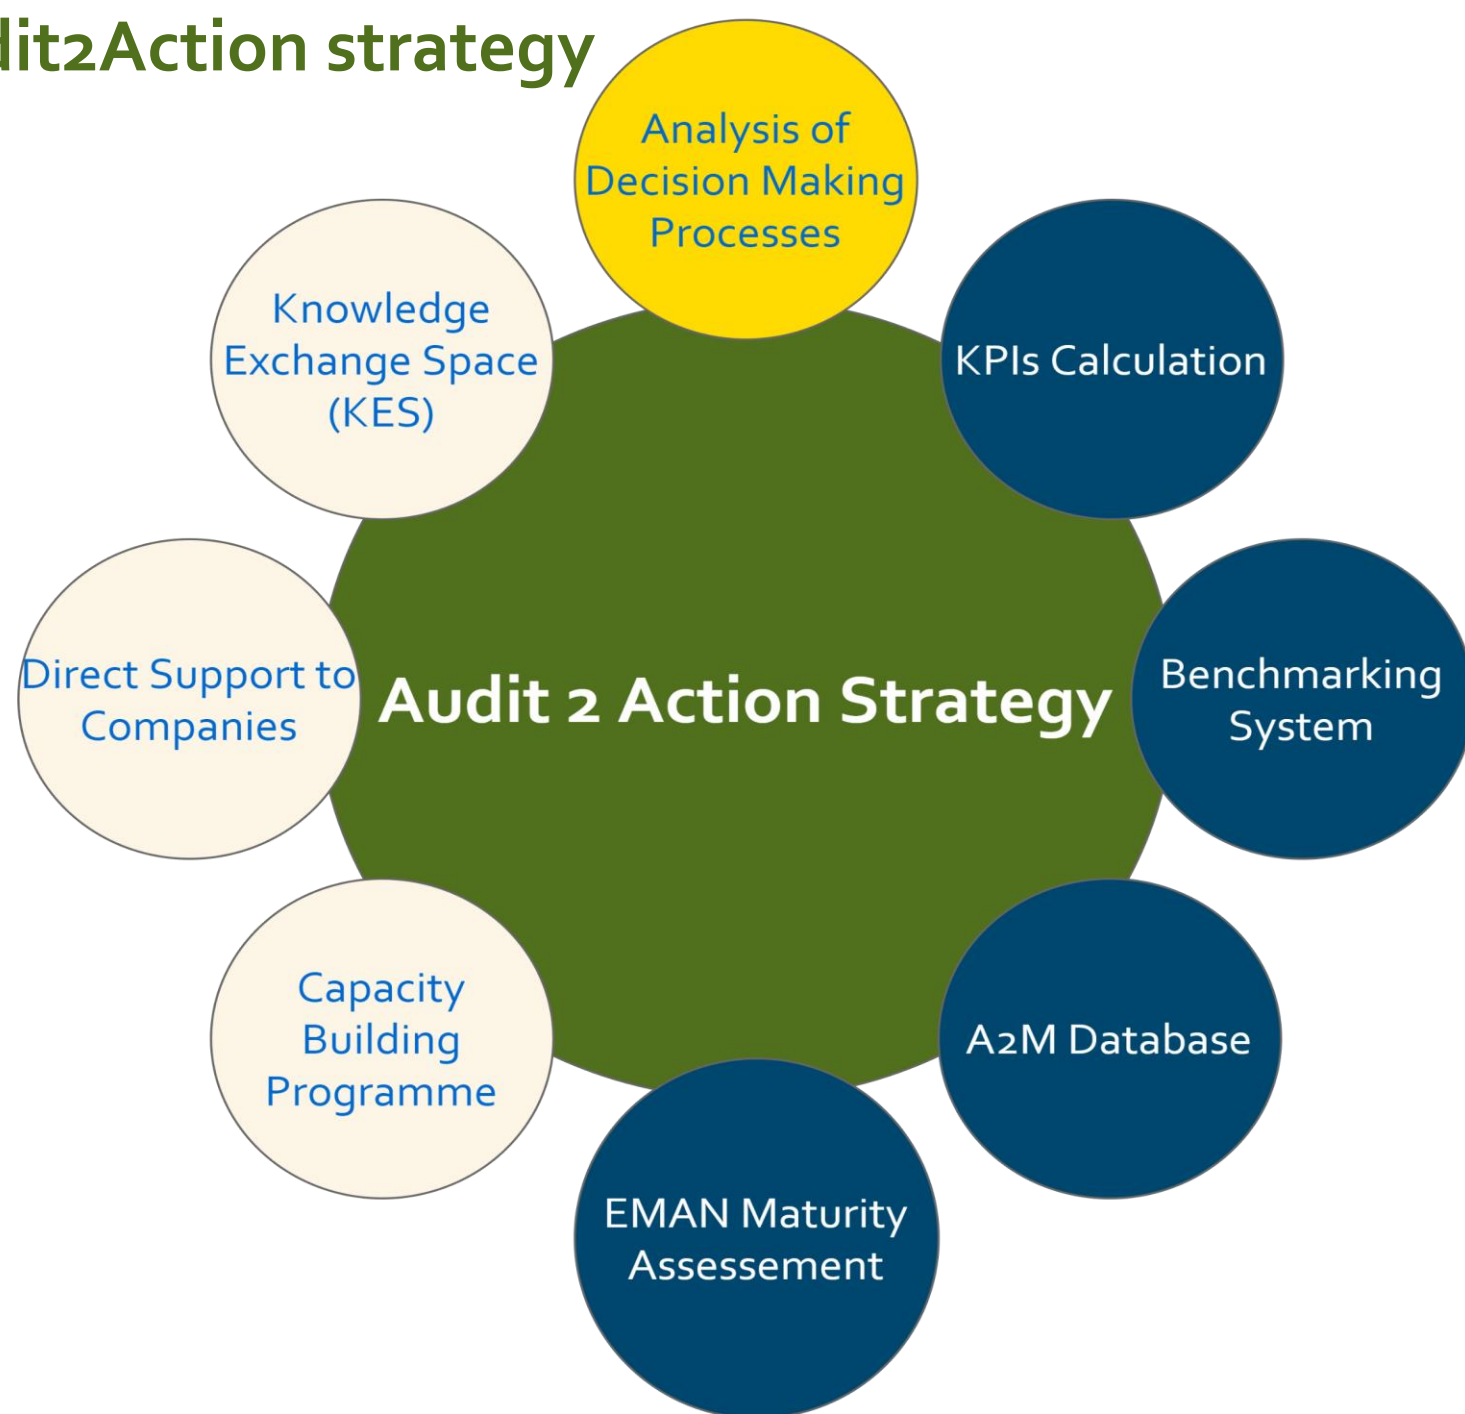 dit2Action strategy
Analysis of
Decision Making
Processes
Knowledge
Exchange Space
(KES)
KPIs Calculation
Direct Support to
Companies
Audit 2 Action Strategy
Benchmarking
System
Capacity
Building
Programme
A2M Database
EMAN Maturity
Assessement